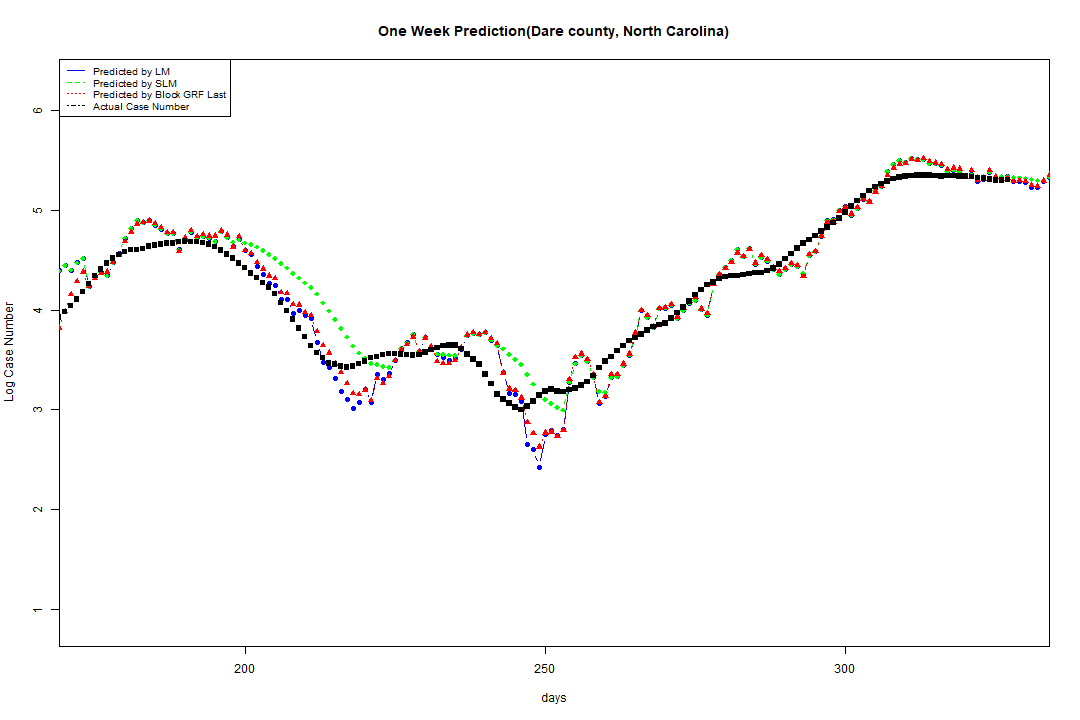 One Week Prediction(Dare county, North Carolina)
Predicted by LM
Predicted by SLM
Predicted by Block GRF Last
Actual Case Number
6
5
4
3
2
1
Log Case Number
200 250 300
days